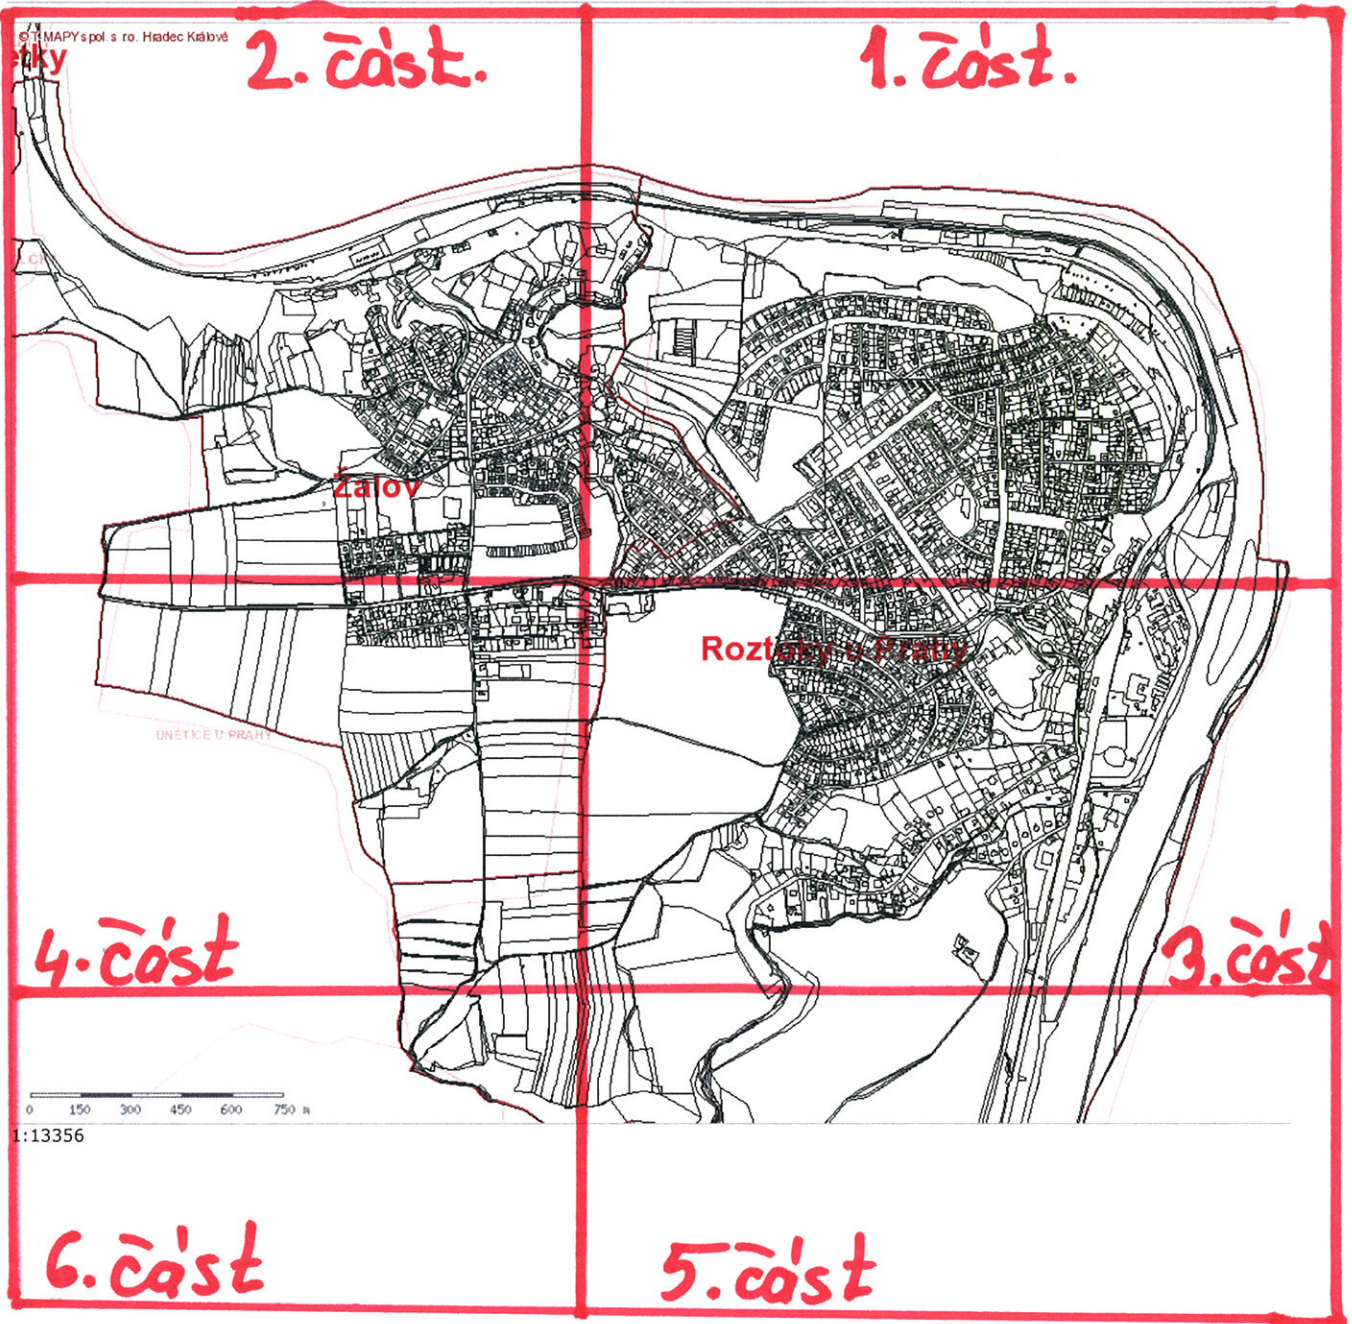 © T-MAPY spol. s r.o. Hradec Králové
2. část.
1. část.
Žalov
Roztoky u Prahy
ÚNĚTICE U PRAHY
4. část
3. část
0 150 300 450 600 750 m
1:13356
6. část
5. část